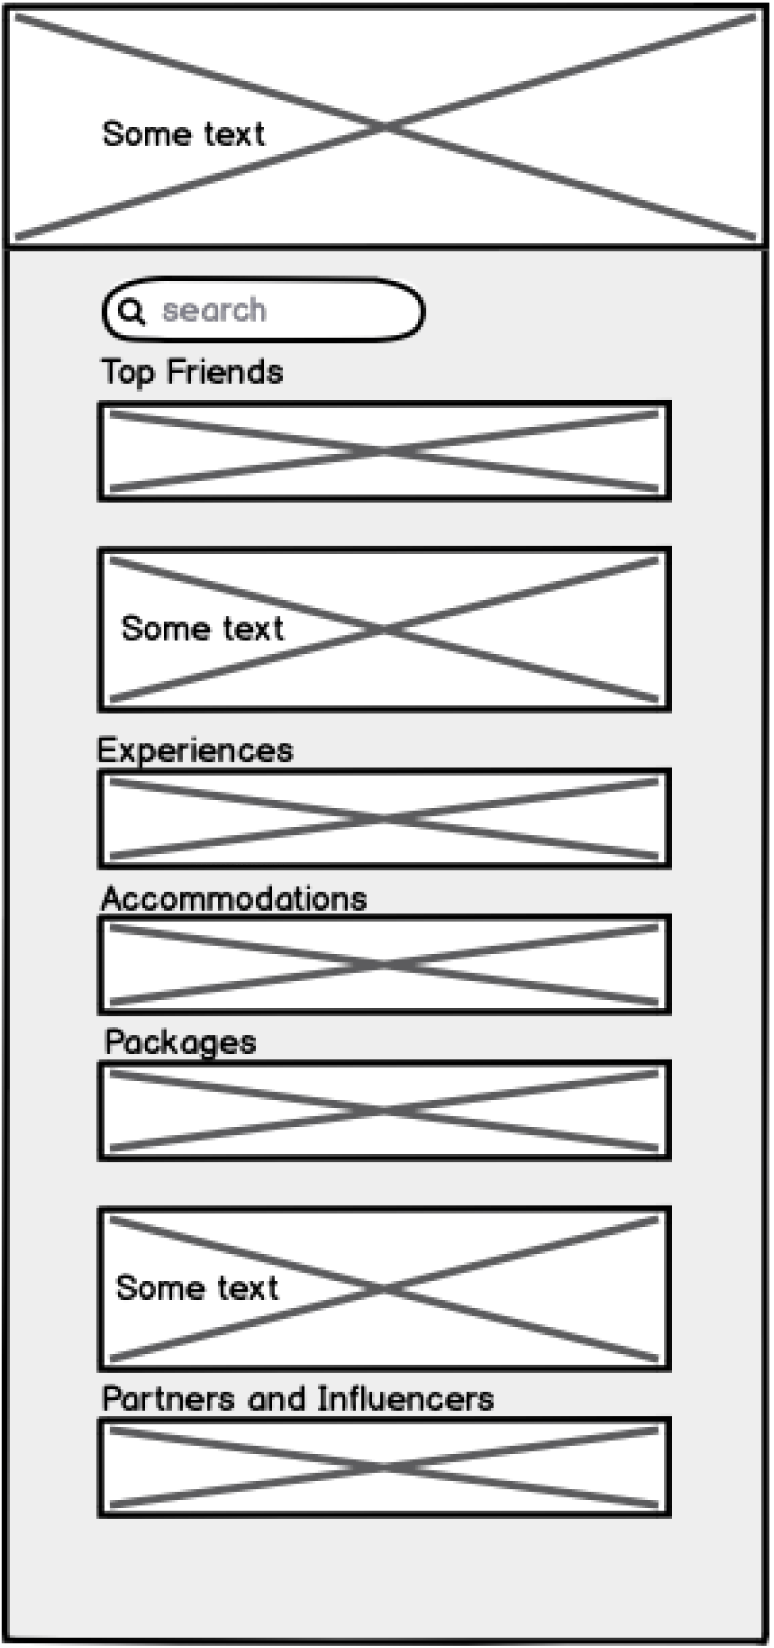 Some text
search
Top Friends
Some text
Experiences
Accommodations
Packages
Some text
Partners and Influencers